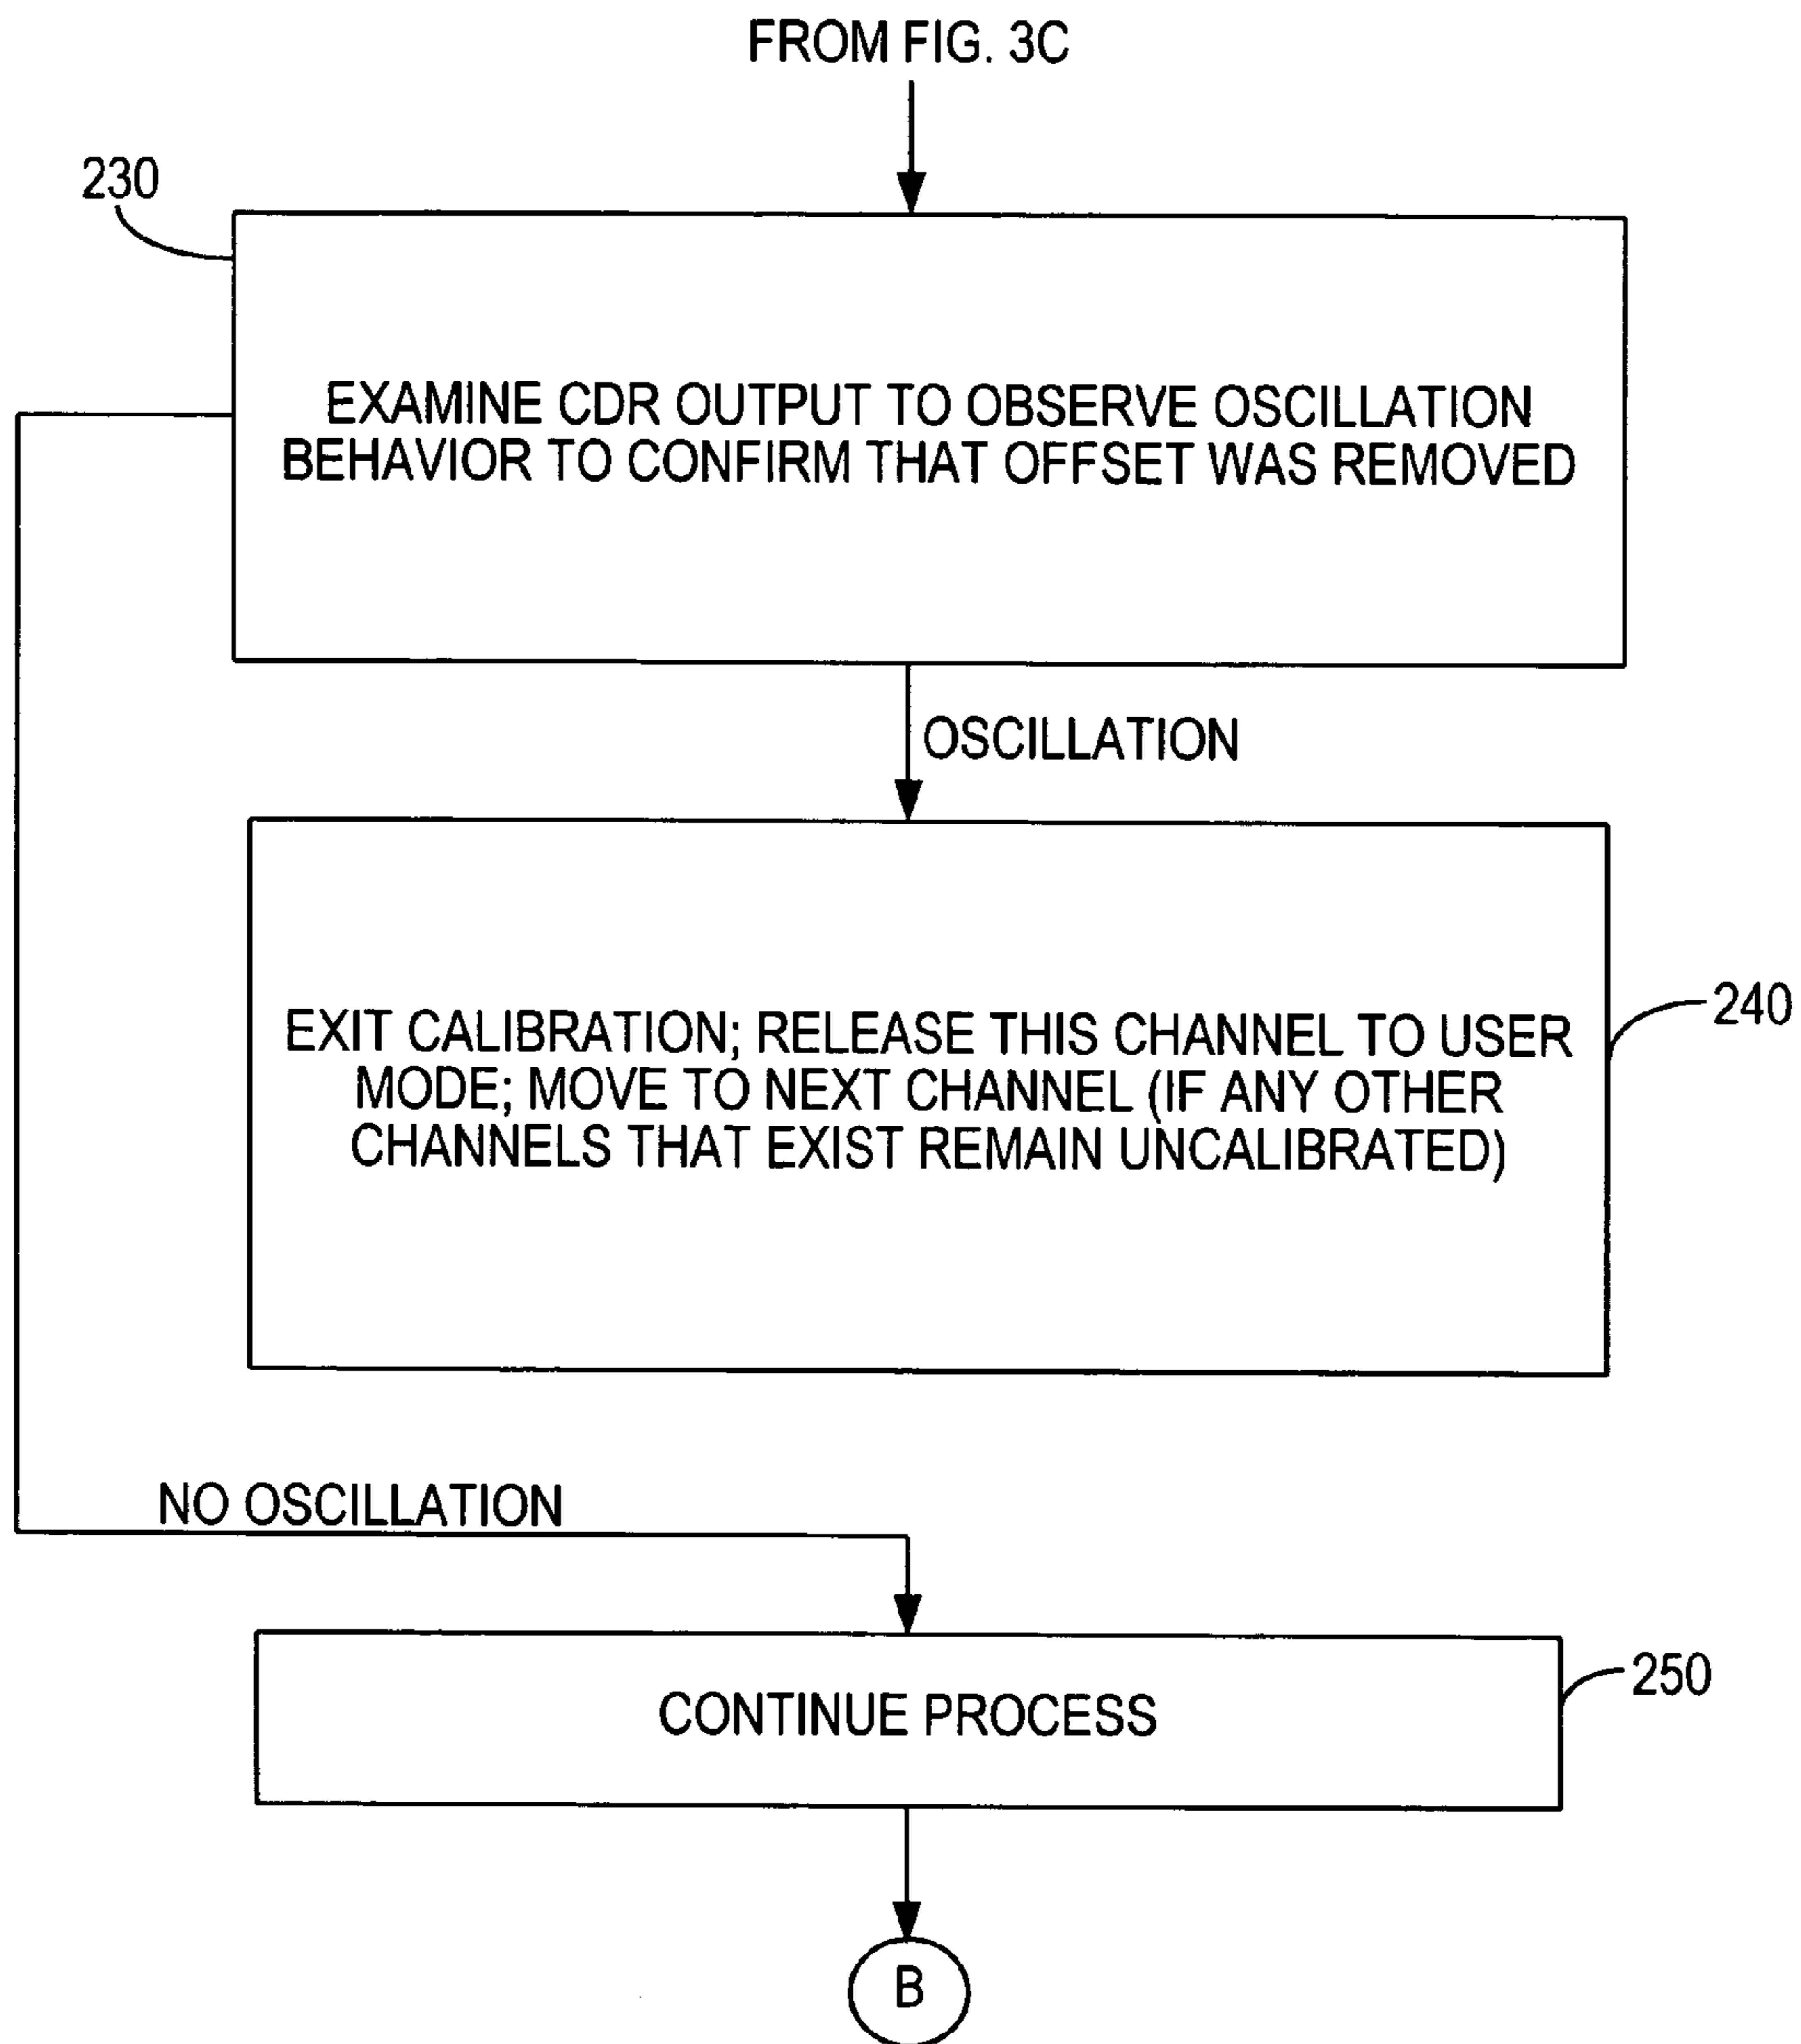 FROM FIG. 3C
230
EXAMINE CDR OUTPUT TO OBSERVE OSCILLATION
BEHAVIOR TO CONFIRM THAT OFFSET WAS REMOVED
OSCILLATION
EXIT CALIBRATION; RELEASE THIS CHANNEL TO USER
MODE; MOVE TO NEXT CHANNEL (IF ANY OTHER
CHANNELS THAT EXIST REMAIN UNCALIBRATED)
240
NO OSCILLATION
CONTINUE PROCESS
250
B